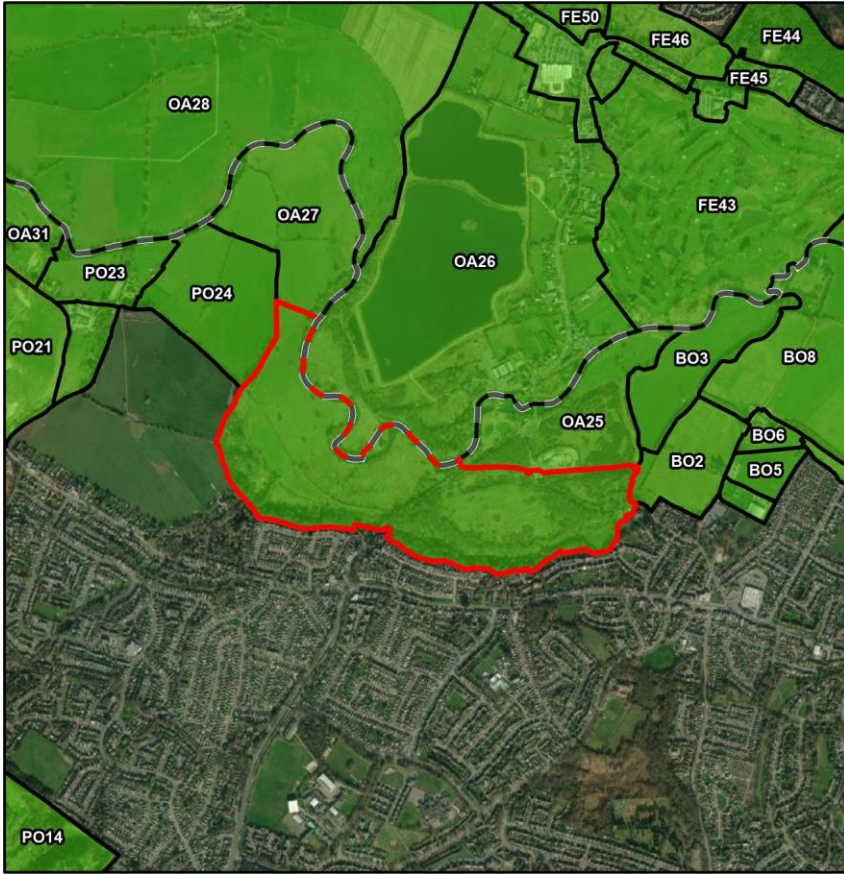 FE50
FE46
FE44
FE45
OA28
FE43
OA27
OA31
OA26
PO23
PO24
PO21
BO3
BO8
OA25
BO6
BO2
BO5
PO14